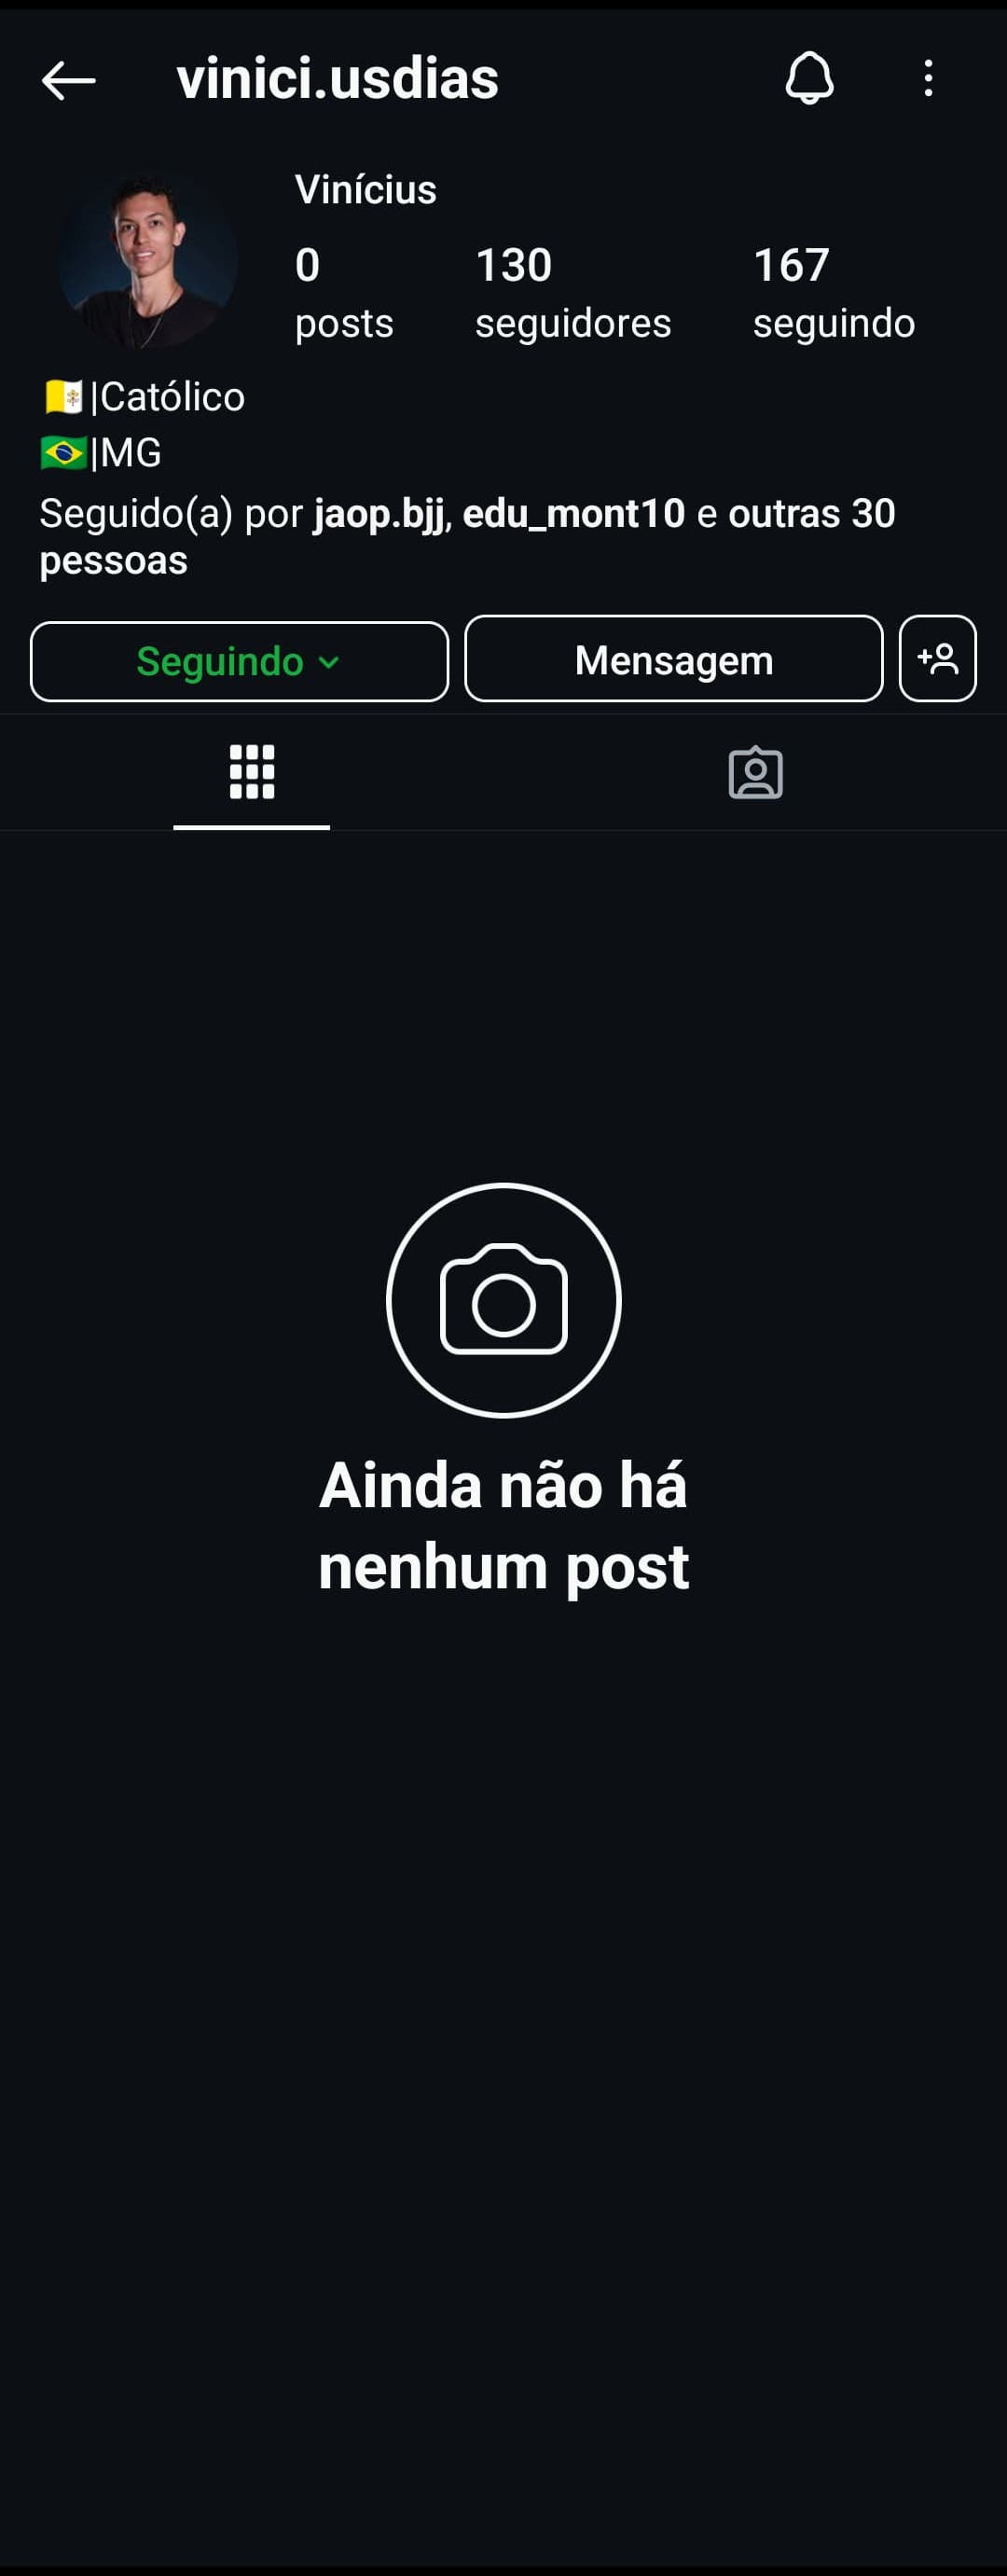 vinici.usdias
Vinícius
0 130 167
posts seguidores seguindo
🇻🇦|Católico
🇧🇷|MG
Seguido(a) por jaop.bjj, edu_mont10 e outras 30
pessoas
Seguindo Mensagem
Ainda não há
nenhum post